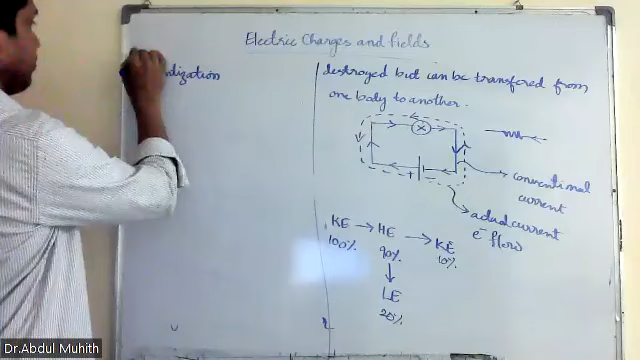 Electric Charges and Fields
dization
destroyed but can be transfered from
one body to another.
conventional
current
actual current
e⁻ flow
+
KE → HE → KE
100% 90% 10%
LE
20%
Dr.Abdul Muhith